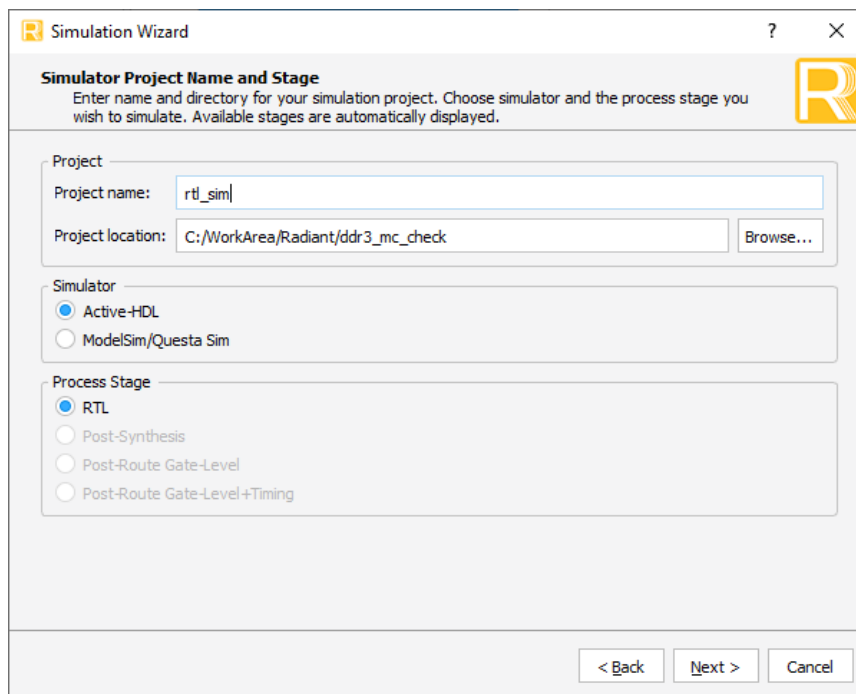 Simulation Wizard
?
Simulator Project Name and Stage
Enter name and directory for your simulation project. Choose simulator and the process stage you
wish to simulate. Available stages are automatically displayed.
Project
Project name: rtl_sim
Project location: C:/WorkArea/Radiant/ddr3_mc_check Browse...
Simulator
Active-HDL
ModelSim/Questa Sim
Process Stage
RTL
Post-Synthesis
Post-Route Gate-Level
Post-Route Gate-Level+Timing
< Back Next > Cancel